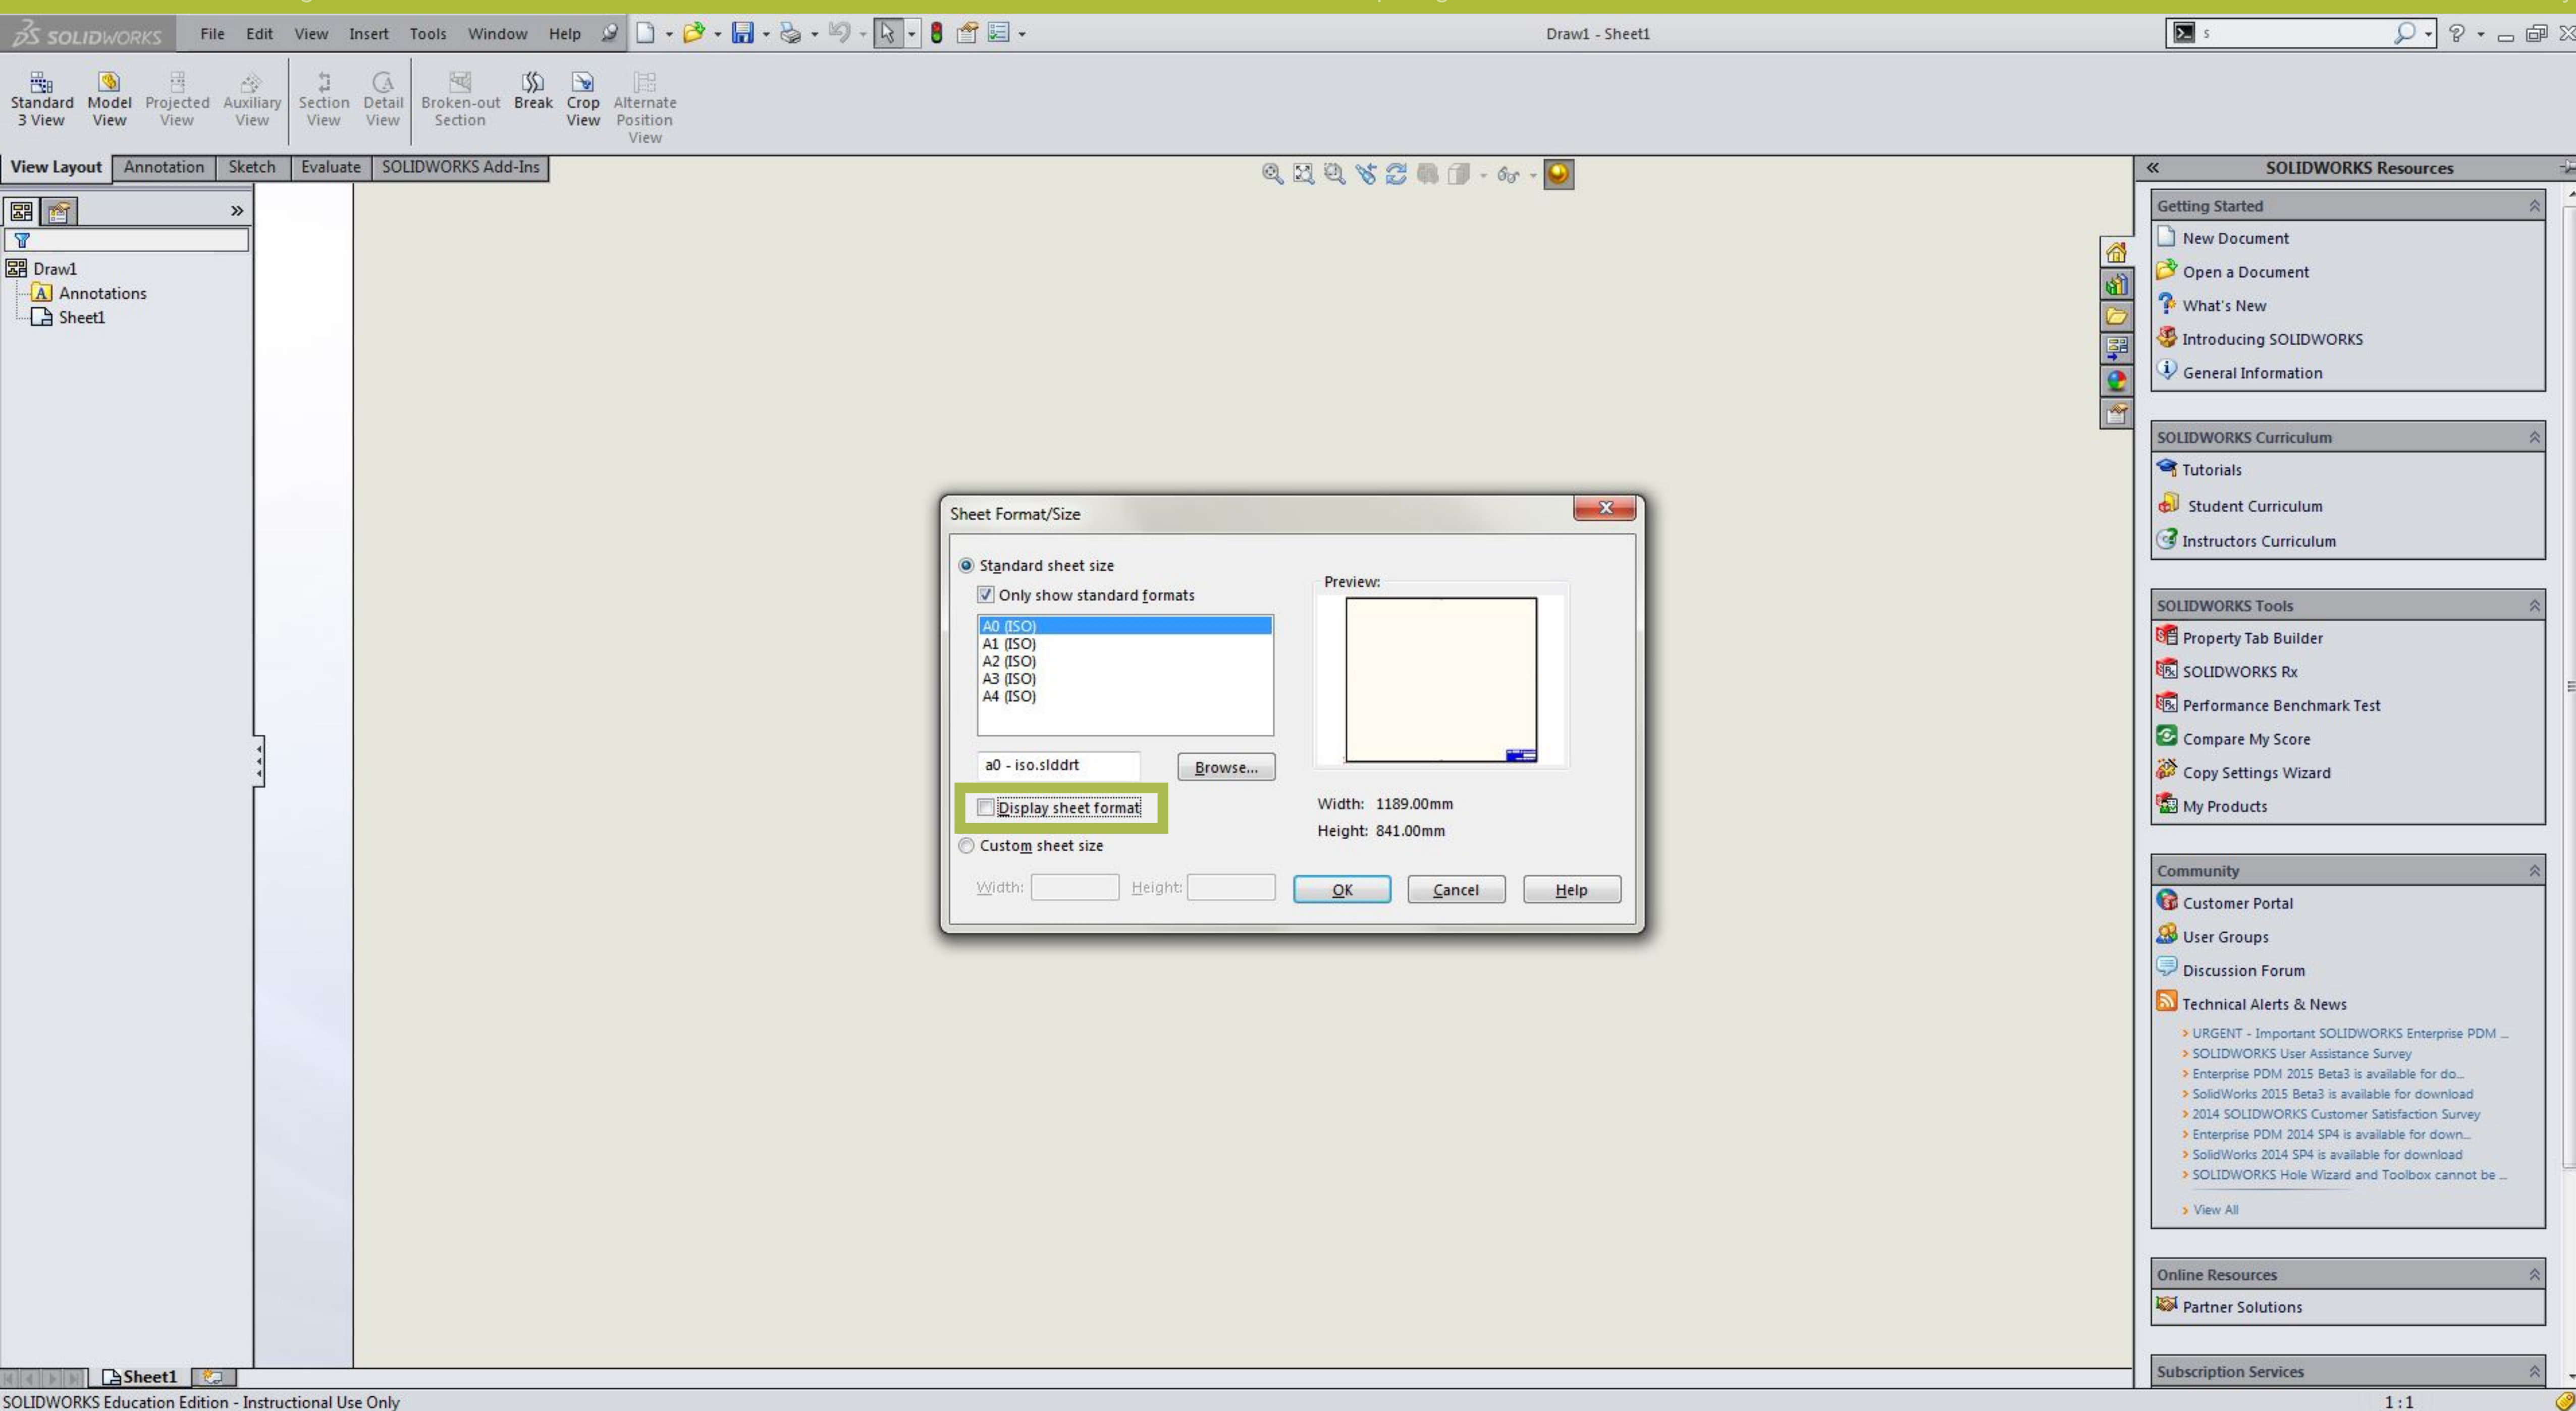 SOLIDWORKS File Edit View Insert Tools Window Help Draw1 - Sheet1 s
Standard 3 View
Model View
Projected View
Auxiliary View
Section View
Detail View
Broken-out Section
Break
Crop View
Alternate Position View
View Layout Annotation Sketch Evaluate SOLIDWORKS Add-Ins
Draw1
Annotations
Sheet1
Sheet Format/Size
Standard sheet size
Only show standard formats
A0 (ISO)
A1 (ISO)
A2 (ISO)
A3 (ISO)
A4 (ISO)
a0 - iso.slddrt Browse...
Display sheet format
Custom sheet size
Width: Height:
Preview:
Width: 1189.00mm
Height: 841.00mm
OK Cancel Help
SOLIDWORKS Resources
Getting Started
New Document
Open a Document
What's New
Introducing SOLIDWORKS
General Information
SOLIDWORKS Curriculum
Tutorials
Student Curriculum
Instructors Curriculum
SOLIDWORKS Tools
Property Tab Builder
SOLIDWORKS Rx
Performance Benchmark Test
Compare My Score
Copy Settings Wizard
My Products
Community
Customer Portal
User Groups
Discussion Forum
Technical Alerts & News
> URGENT - Important SOLIDWORKS Enterprise PDM ...
> SOLIDWORKS User Assistance Survey
> Enterprise PDM 2015 Beta3 is available for do...
> SolidWorks 2015 Beta3 is available for download
> 2014 SOLIDWORKS Customer Satisfaction Survey
> Enterprise PDM 2014 SP4 is available for down...
> SolidWorks 2014 SP4 is available for download
> SOLIDWORKS Hole Wizard and Toolbox cannot be ...
> View All
Online Resources
Partner Solutions
Subscription Services
Sheet1
SOLIDWORKS Education Edition - Instructional Use Only 1:1